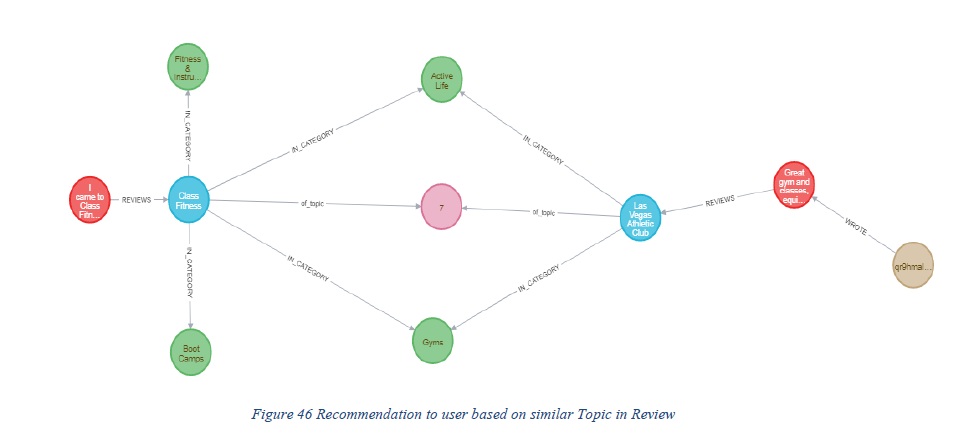 Fitness
&
Instru...
IN_CATEGORY
I
came to
Class
Fitn...
REVIEWS
Class
Fitness
IN_CATEGORY
Boot
Camps
IN_CATEGORY
of_topic
IN_CATEGORY
Active
Life
7
Gyms
IN_CATEGORY
of_topic
IN_CATEGORY
Las
Vegas
Athletic
Club
REVIEWS
Great
gym and
classes,
equi...
WROTE
qr9hmal...
Figure 46 Recommendation to user based on similar Topic in Review